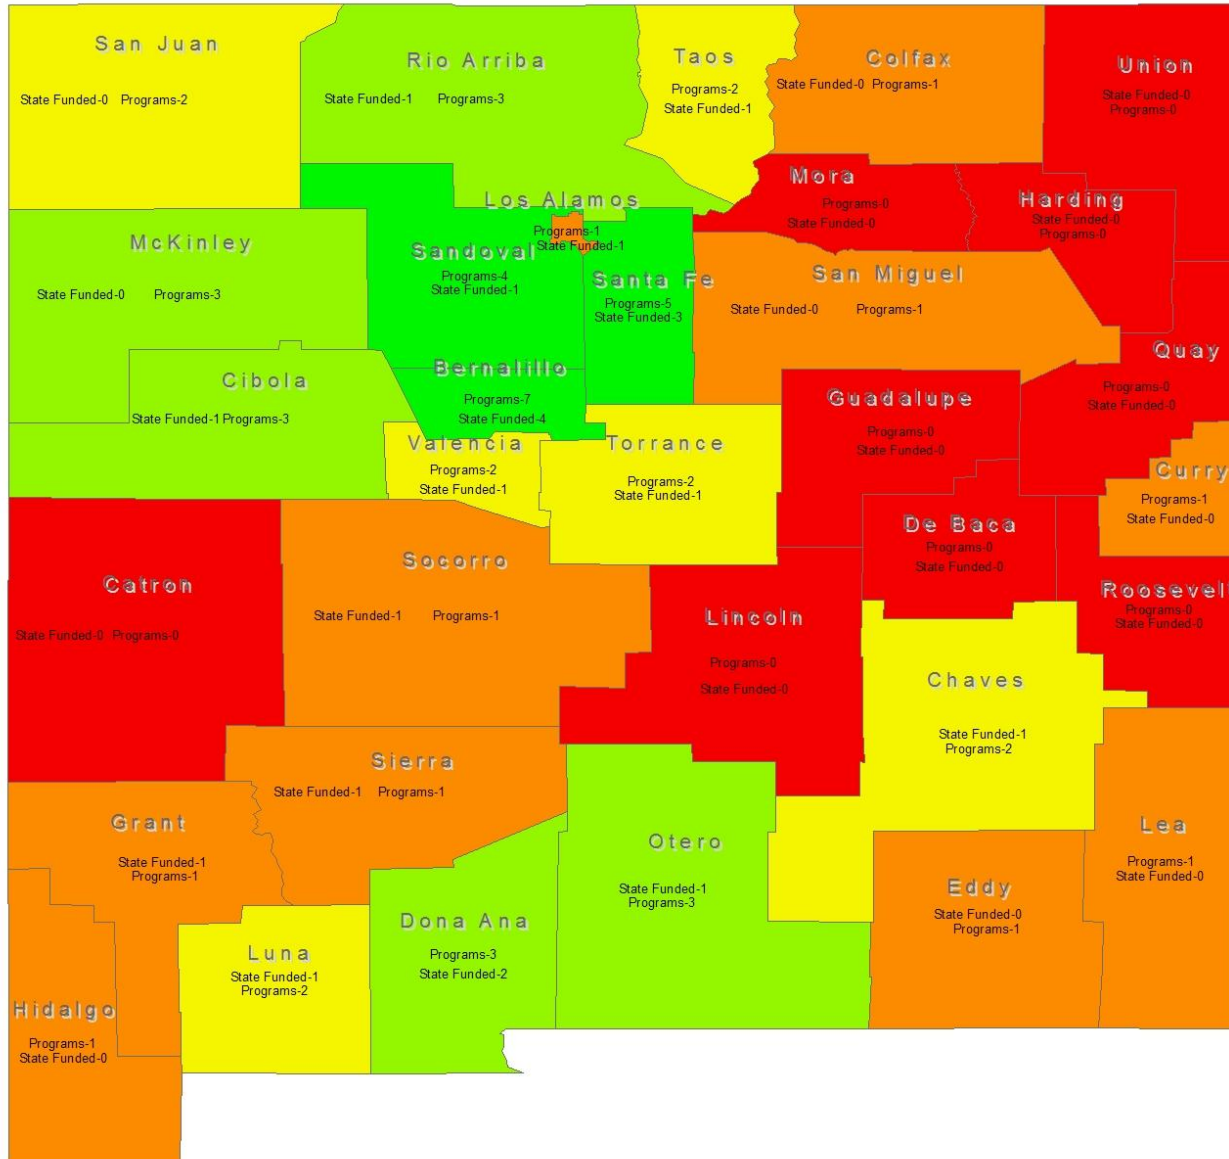 San Juan
State Funded-0 Programs-2
Rio Arriba
State Funded-1 Programs-3
Taos
Programs-2
State Funded-1
Colfax
State Funded-0 Programs-1
Union
State Funded-0
Programs-0
Mora
Programs-0
State Funded-0
Harding
State Funded-0
Programs-0
Los Alamos
Programs-1
State Funded-1
McKinley
State Funded-0 Programs-3
Sandoval
Programs-4
State Funded-1
Santa Fe
Programs-5
State Funded-3
San Miguel
State Funded-0 Programs-1
Quay
Programs-0
State Funded-0
Cibola
State Funded-1 Programs-3
Bernalillo
Programs-7
State Funded-4
Guadalupe
Programs-0
State Funded-0
Valencia
Programs-2
State Funded-1
Torrance
Programs-2
State Funded-1
Curry
Programs-1
State Funded-0
De Baca
Programs-0
State Funded-0
Catron
State Funded-0 Programs-0
Socorro
State Funded-1 Programs-1
Lincoln
Programs-0
State Funded-0
Roosevelt
Programs-0
State Funded-0
Chaves
State Funded-1
Programs-2
Sierra
State Funded-1 Programs-1
Grant
State Funded-1
Programs-1
Otero
State Funded-1
Programs-3
Lea
Programs-1
State Funded-0
Eddy
State Funded-0
Programs-1
Dona Ana
Programs-3
State Funded-2
Luna
State Funded-1
Programs-2
Hidalgo
Programs-1
State Funded-0